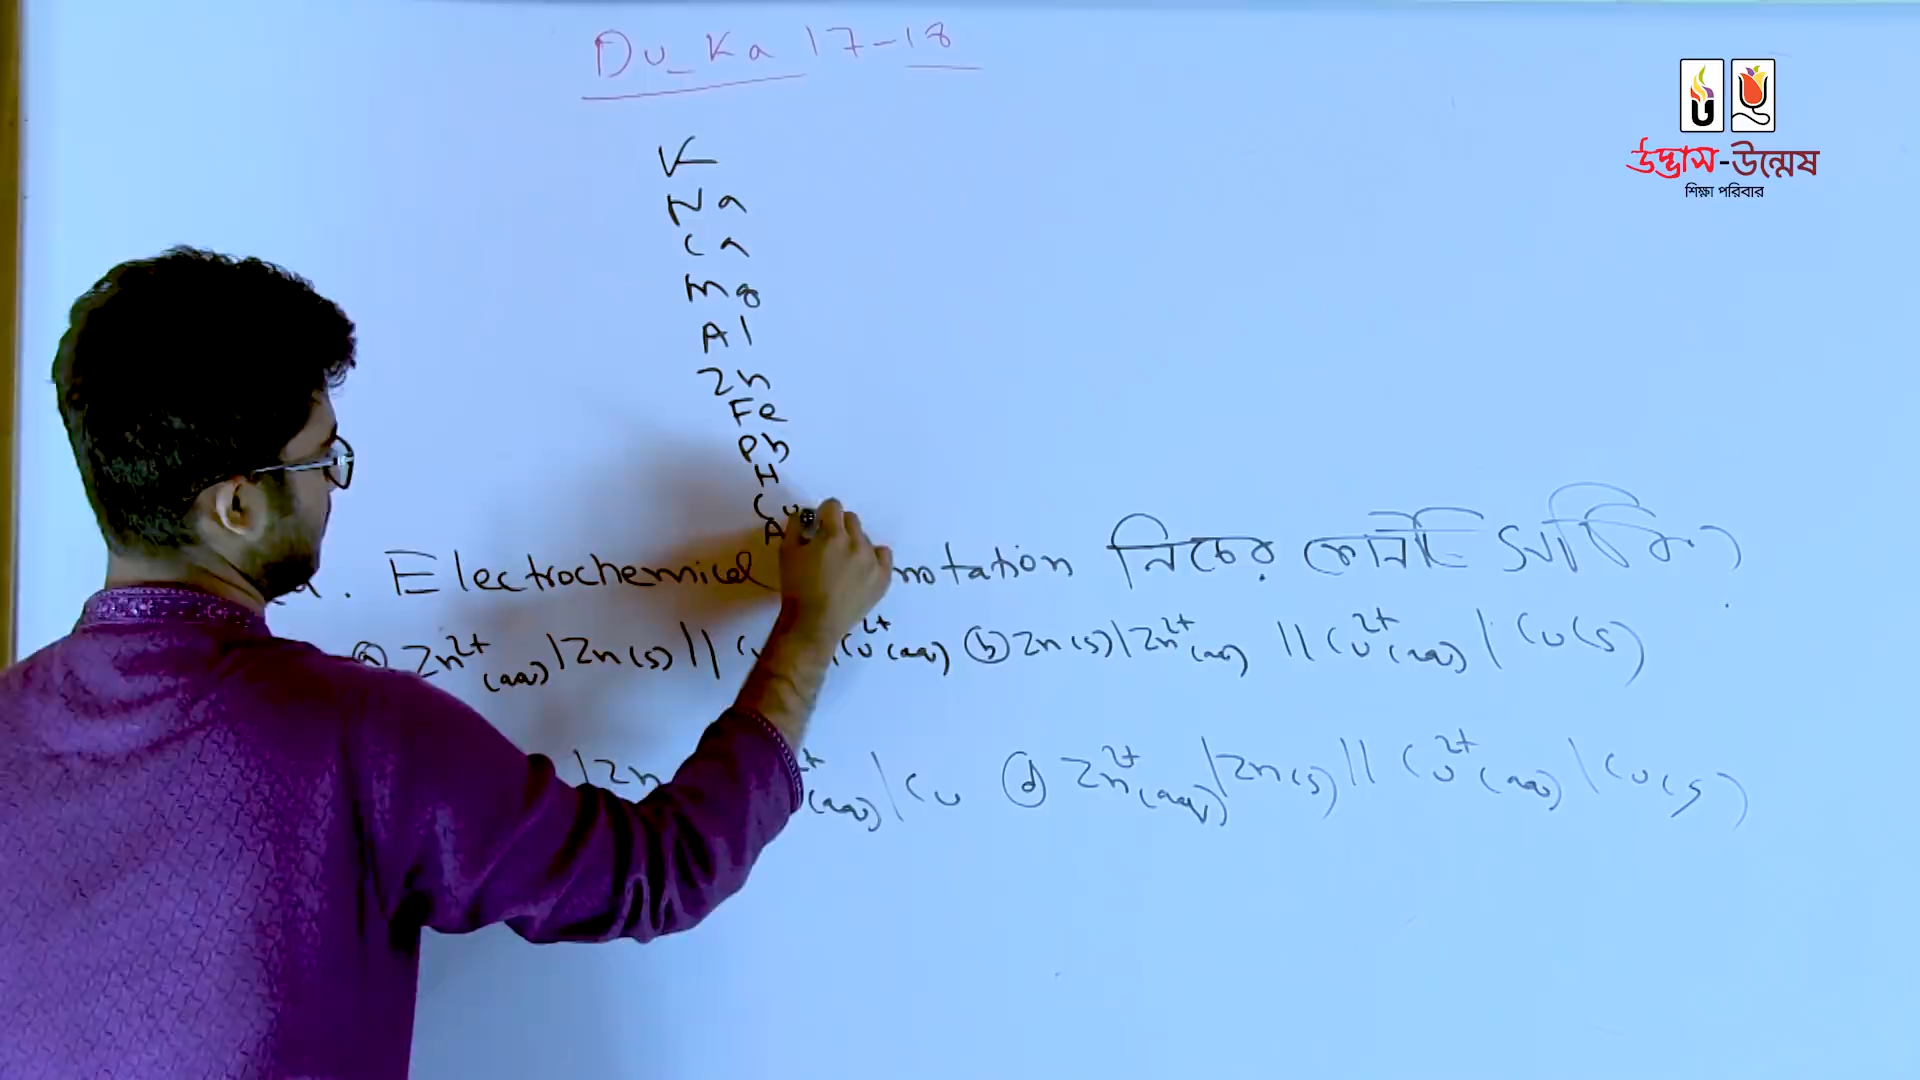 Du_Ka 17-18
উদ্ভাস-উন্মেষ
শিক্ষা পরিবার
K
Na
Ca
Mg
Al
Zn
Fe
Pb
H
Cu
A
Electrochemical notation নিচের কোনটি সঠিক?
ⓐ Zn²⁺(aq)|Zn(s)|| Cu²⁺(aq) ⓑ Zn(s)|Zn²⁺(aq) || Cu²⁺(aq) | Cu(s)
|Zn (aq)|Cu ⓓ Zn²⁺(aq)|Zn(s)|| Cu²⁺(aq) | Cu(s)